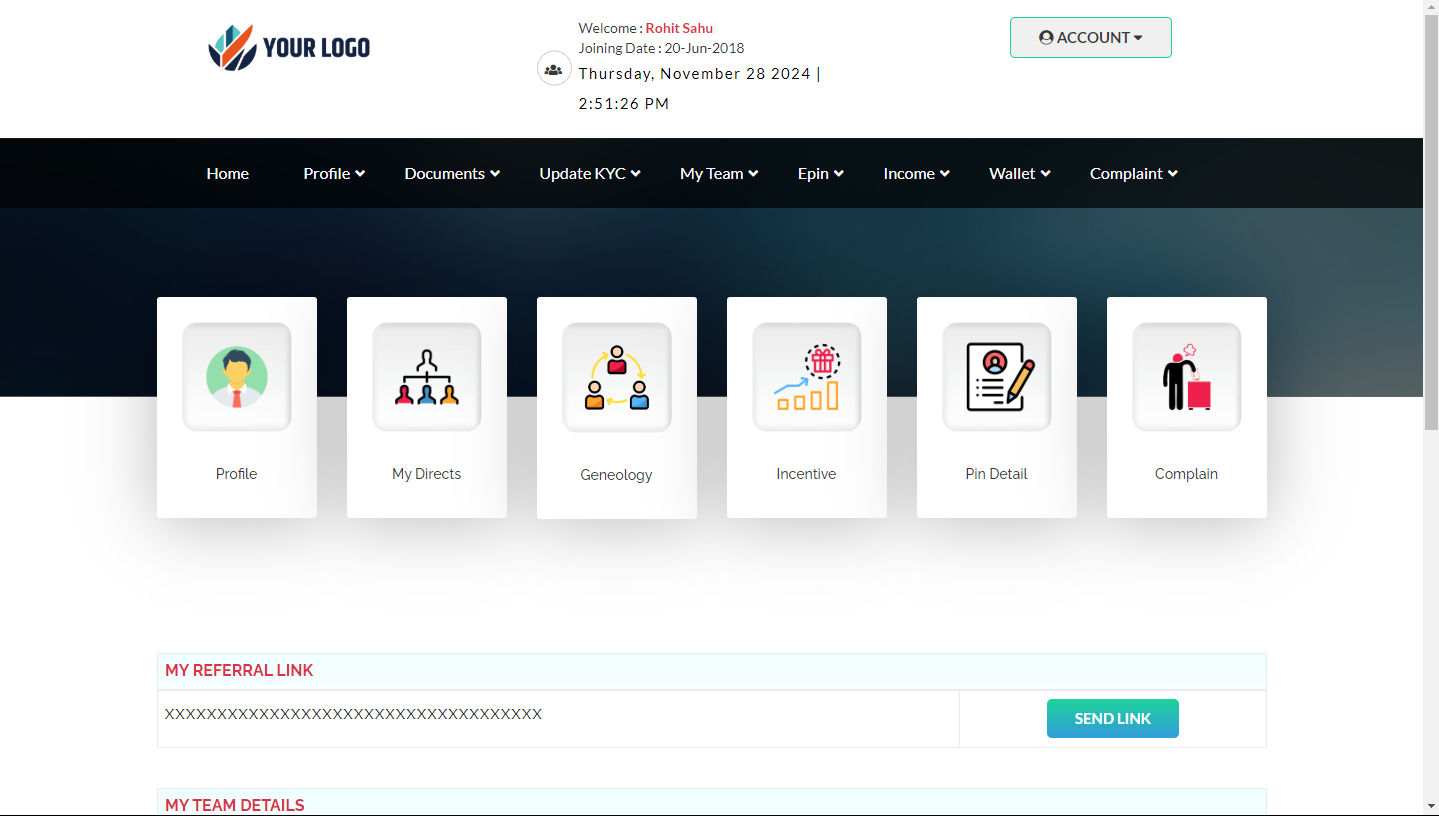 YOUR LOGO
Welcome : Rohit Sahu
Joining Date : 20-Jun-2018
Thursday, November 28 2024 |
2:51:26 PM
ACCOUNT
Home Profile Documents Update KYC My Team Epin Income Wallet Complaint
Profile My Directs Geneology Incentive Pin Detail Complain
MY REFERRAL LINK
XXXXXXXXXXXXXXXXXXXXXXXXXXXXXXXXXXXX SEND LINK
MY TEAM DETAILS